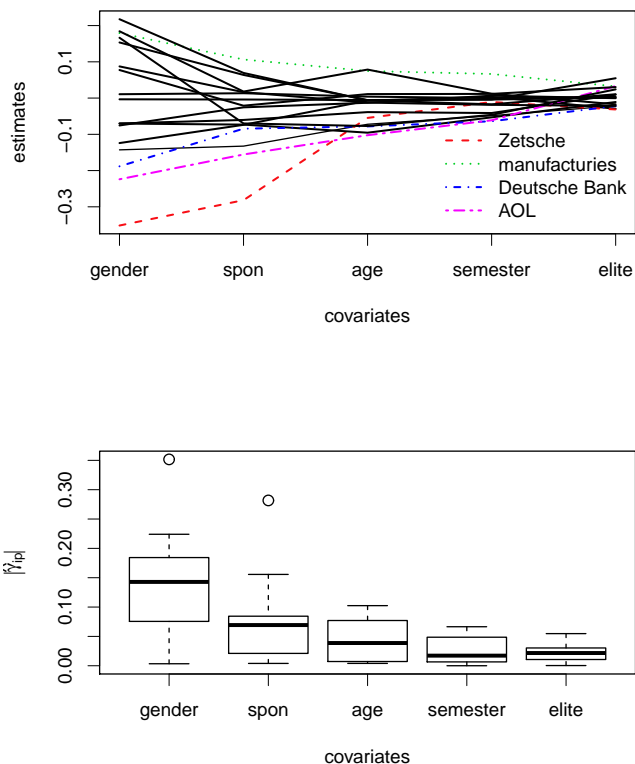 estimates
0.1
−0.1
−0.3
Zetsche
manufacturies
Deutsche Bank
AOL
gender spon age semester elite
covariates
|γ̂ip|
0.30
0.20
0.10
0.00
gender spon age semester elite
covariates